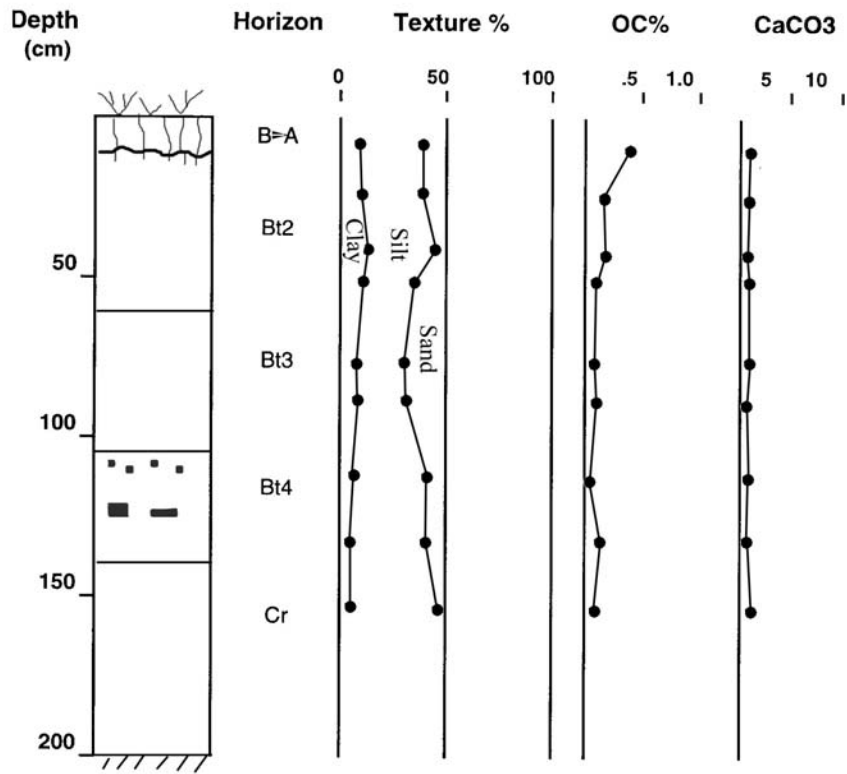 Depth (cm) Horizon Texture % OC% CaCO3
0 50 100 .5 1.0 5 10
B=A
Bt2
Clay
Silt
50
Sand
Bt3
100
Bt4
150
Cr
200